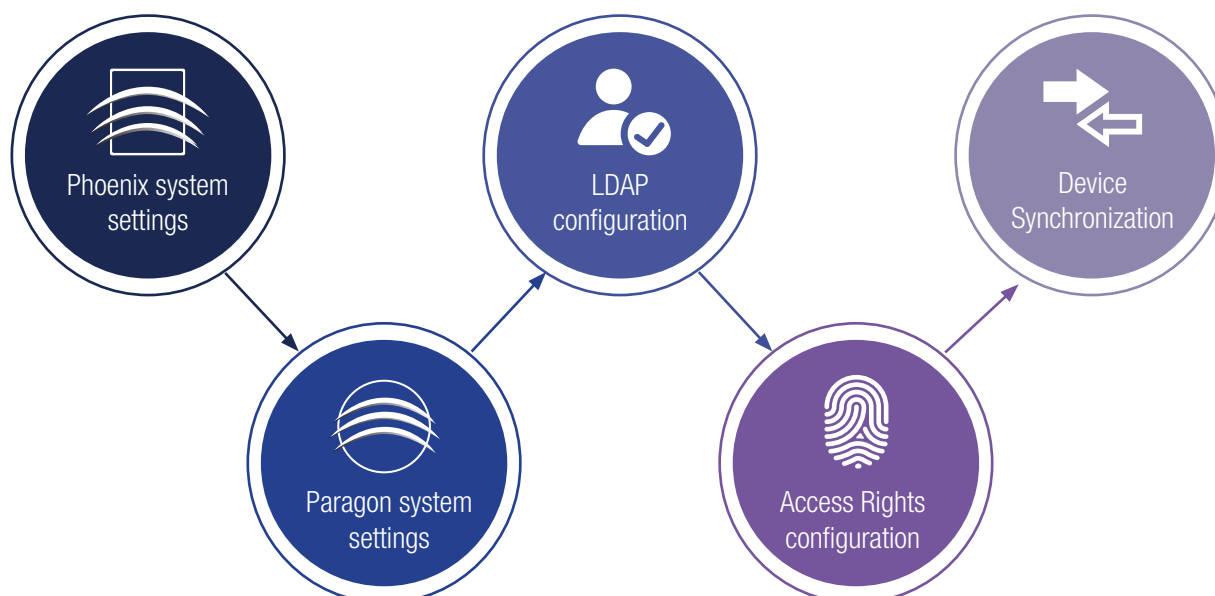 Phoenix system
settings
Paragon system
settings
LDAP
configuration
Access Rights
configuration
Device
Synchronization